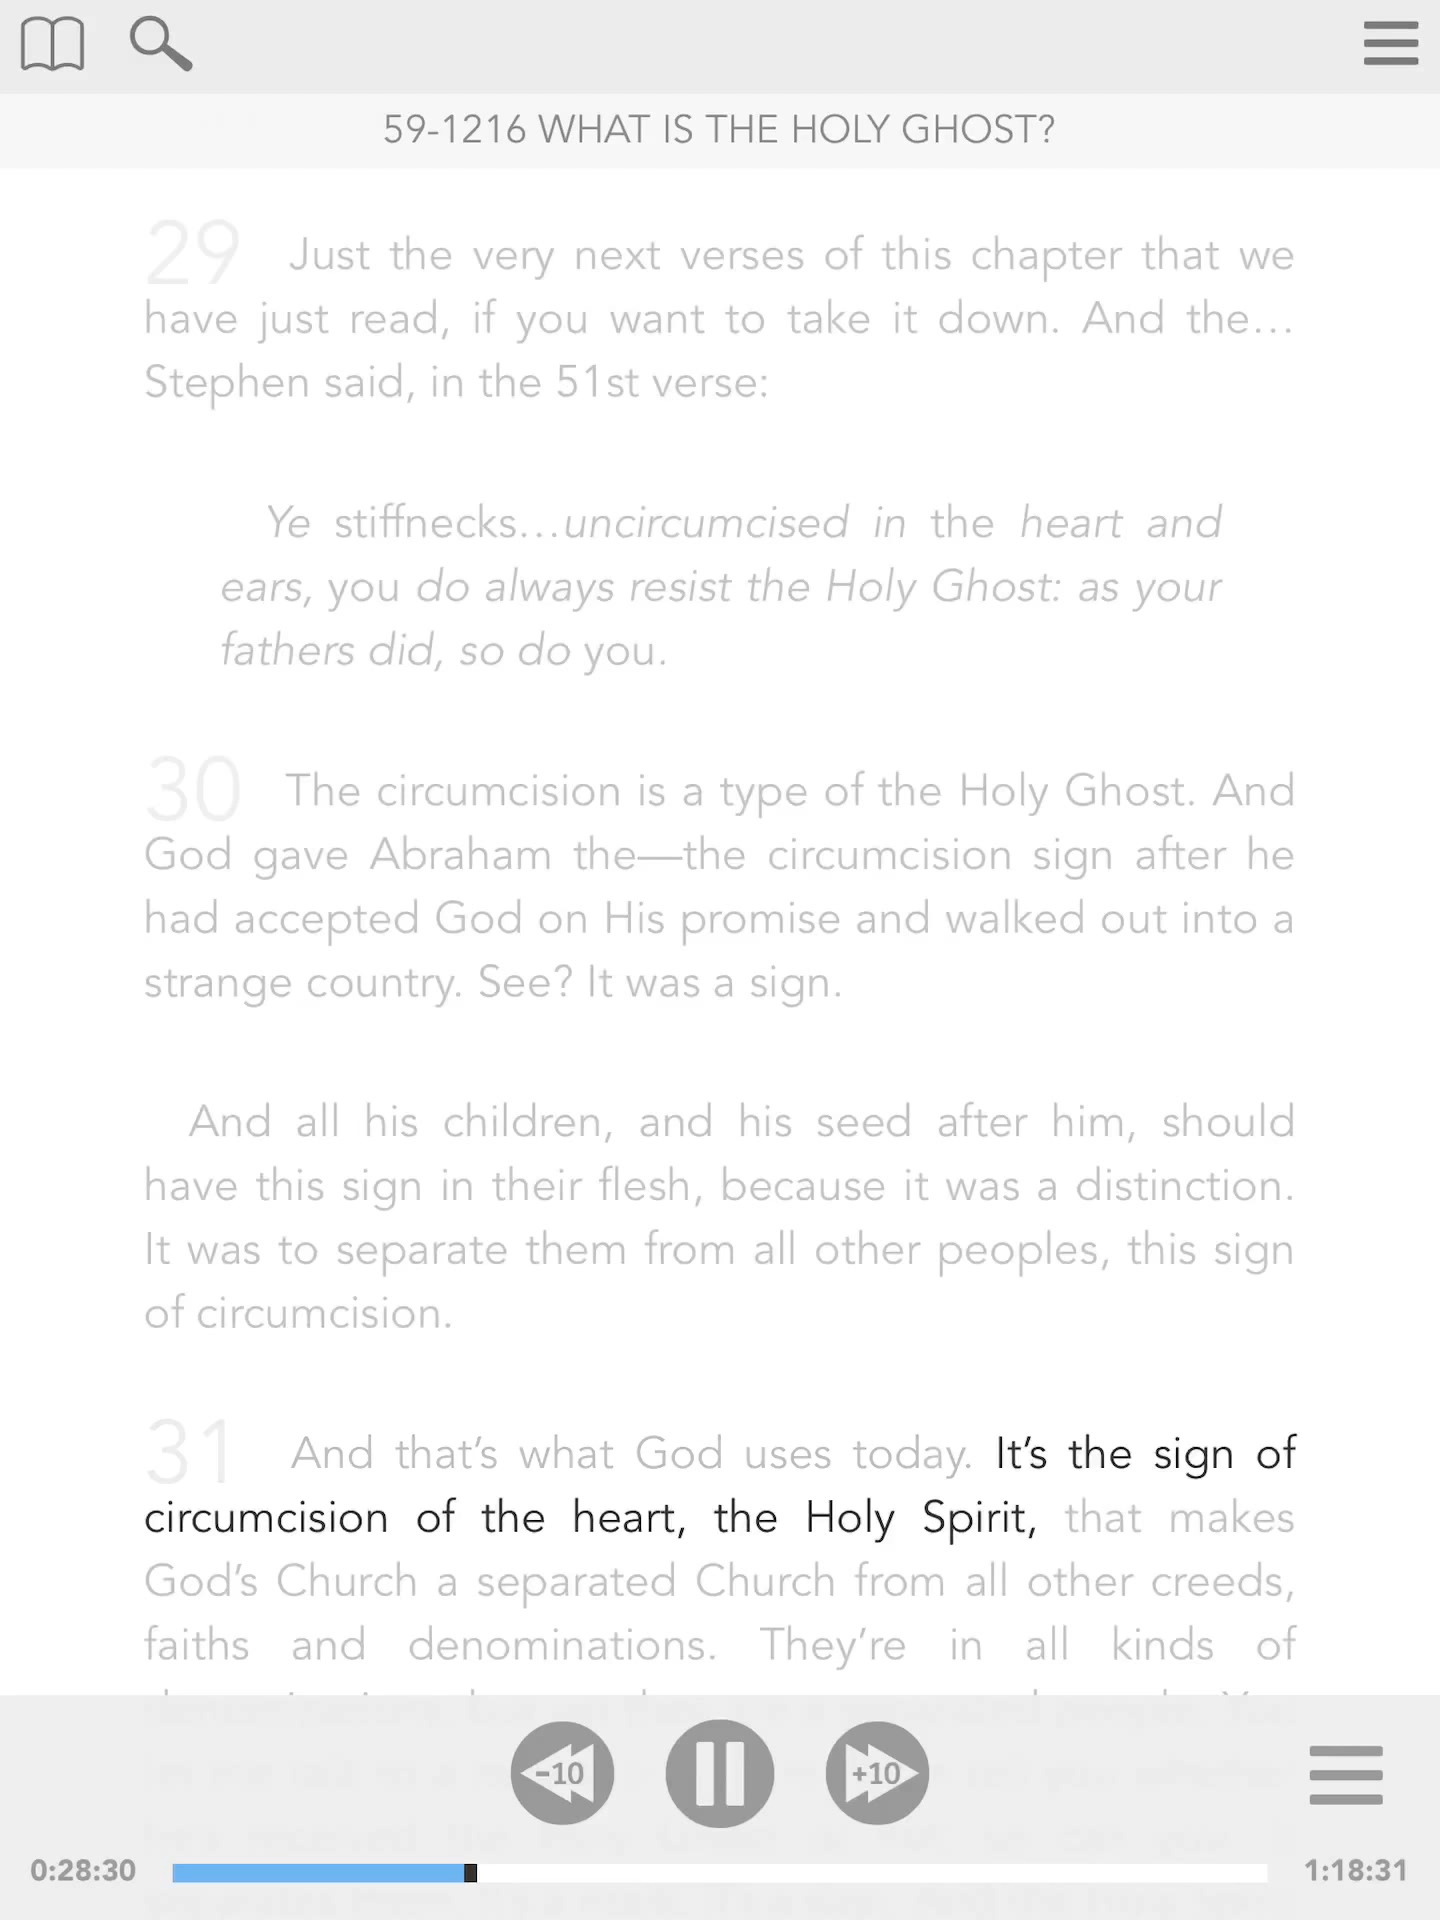 59-1216 WHAT IS THE HOLY GHOST?
29 Just the very next verses of this chapter that we
have just read, if you want to take it down. And the…
Stephen said, in the 51st verse:
Ye stiffnecks…uncircumcised in the heart and
ears, you do always resist the Holy Ghost: as your
fathers did, so do you.
30 The circumcision is a type of the Holy Ghost. And
God gave Abraham the—the circumcision sign after he
had accepted God on His promise and walked out into a
strange country. See? It was a sign.
And all his children, and his seed after him, should
have this sign in their flesh, because it was a distinction.
It was to separate them from all other peoples, this sign
of circumcision.
31 And that’s what God uses today. It’s the sign of
circumcision of the heart, the Holy Spirit, that makes
God’s Church a separated Church from all other creeds,
faiths and denominations. They’re in all kinds of
-10 +10
0:28:30 1:18:31